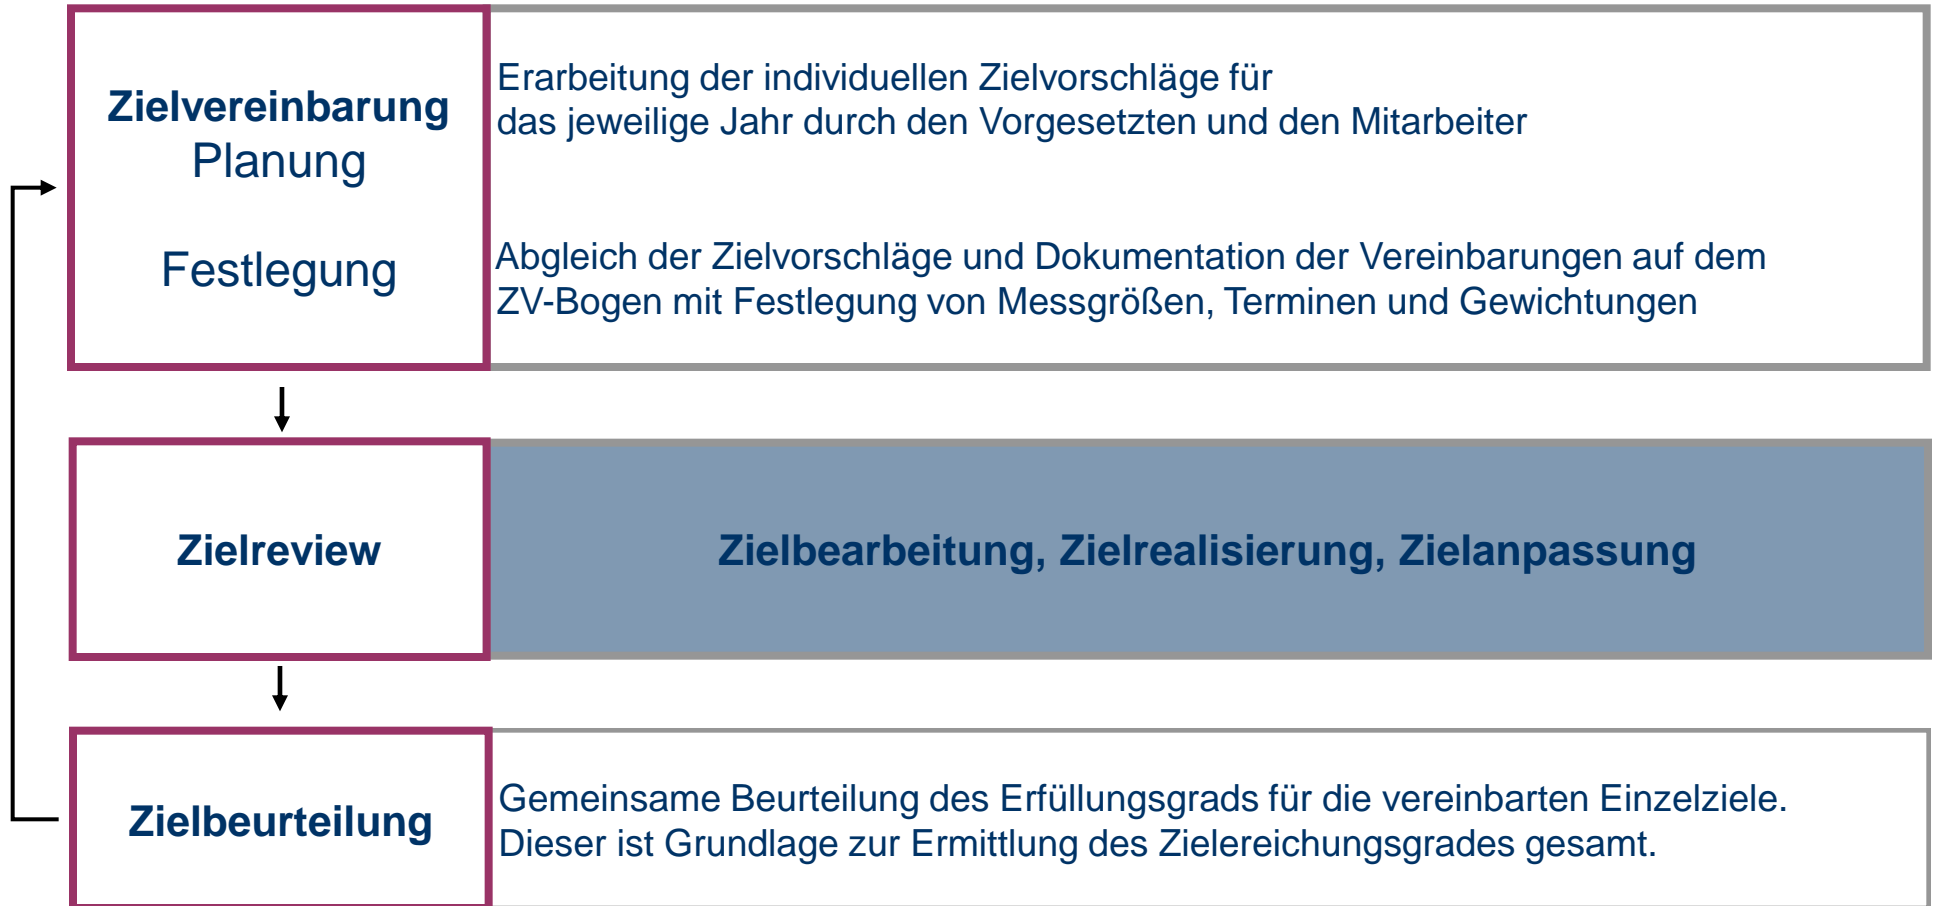 Zielvereinbarung
Planung
Erarbeitung der individuellen Zielvorschläge für
das jeweilige Jahr durch den Vorgesetzten und den Mitarbeiter
Festlegung
Abgleich der Zielvorschläge und Dokumentation der Vereinbarungen auf dem
ZV-Bogen mit Festlegung von Messgrößen, Terminen und Gewichtungen
Zielreview
Zielbearbeitung, Zielrealisierung, Zielanpassung
Zielbeurteilung
Gemeinsame Beurteilung des Erfüllungsgrads für die vereinbarten Einzelziele.
Dieser ist Grundlage zur Ermittlung des Zielereichungsgrades gesamt.